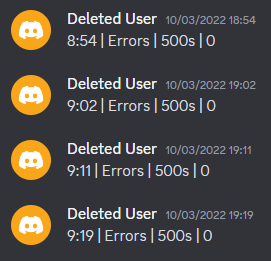 Deleted User 10/03/2022 18:54
8:54 | Errors | 500s | 0
Deleted User 10/03/2022 19:02
9:02 | Errors | 500s | 0
Deleted User 10/03/2022 19:11
9:11 | Errors | 500s | 0
Deleted User 10/03/2022 19:19
9:19 | Errors | 500s | 0